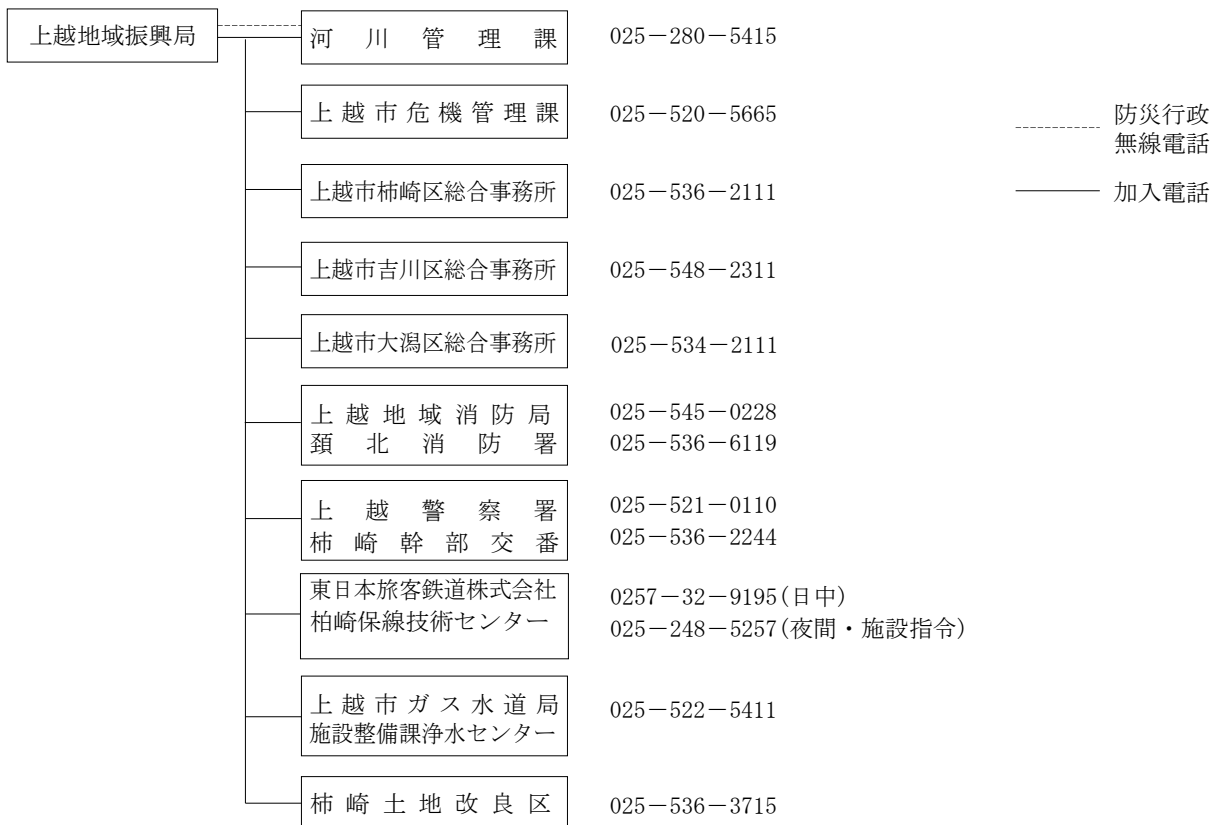 上越地域振興局
河川管理課 025－280－5415
上越市危機管理課 025－520－5665
防災行政
無線電話
上越市柿崎区総合事務所 025－536－2111
加入電話
上越市吉川区総合事務所 025－548－2311
上越市大潟区総合事務所 025－534－2111
上越地域消防局 025－545－0228
頚北消防署 025－536－6119
上越警察署 025－521－0110
柿崎幹部交番 025－536－2244
東日本旅客鉄道株式会社 0257－32－9195(日中)
柏崎保線技術センター 025－248－5257(夜間・施設指令)
上越市ガス水道局 025－522－5411
施設整備課浄水センター
柿崎土地改良区 025－536－3715